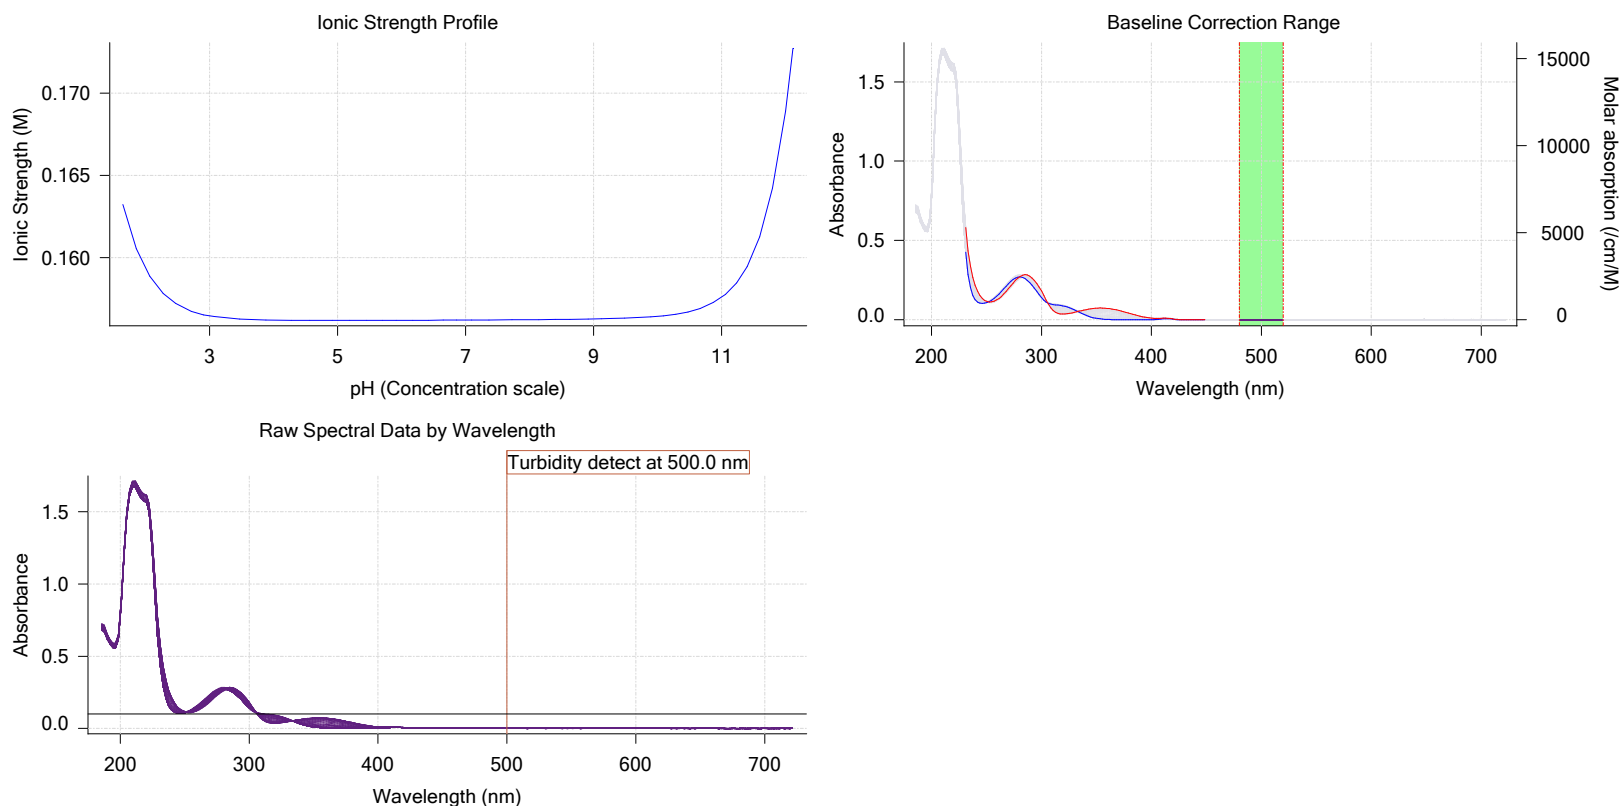 Ionic Strength Profile
Ionic Strength (M)
0.170
0.165
0.160
3 5 7 9 11
pH (Concentration scale)
Baseline Correction Range
Absorbance
1.5
1.0
0.5
0.0
15000
10000
5000
0
Molar absorption (/cm/M)
200 300 400 500 600 700
Wavelength (nm)
Raw Spectral Data by Wavelength
Turbidity detect at 500.0 nm
Absorbance
1.5
1.0
0.5
0.0
200 300 400 500 600 700
Wavelength (nm)